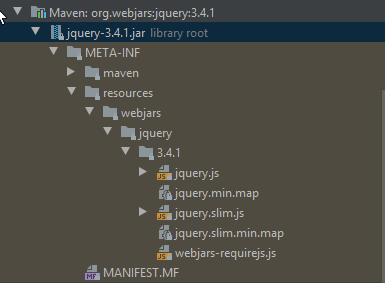 Maven: org.webjars:jquery:3.4.1
jquery-3.4.1.jar library root
META-INF
maven
resources
webjars
jquery
3.4.1
jquery.js
jquery.min.map
jquery.slim.js
jquery.slim.min.map
webjars-requirejs.js
MANIFEST.MF